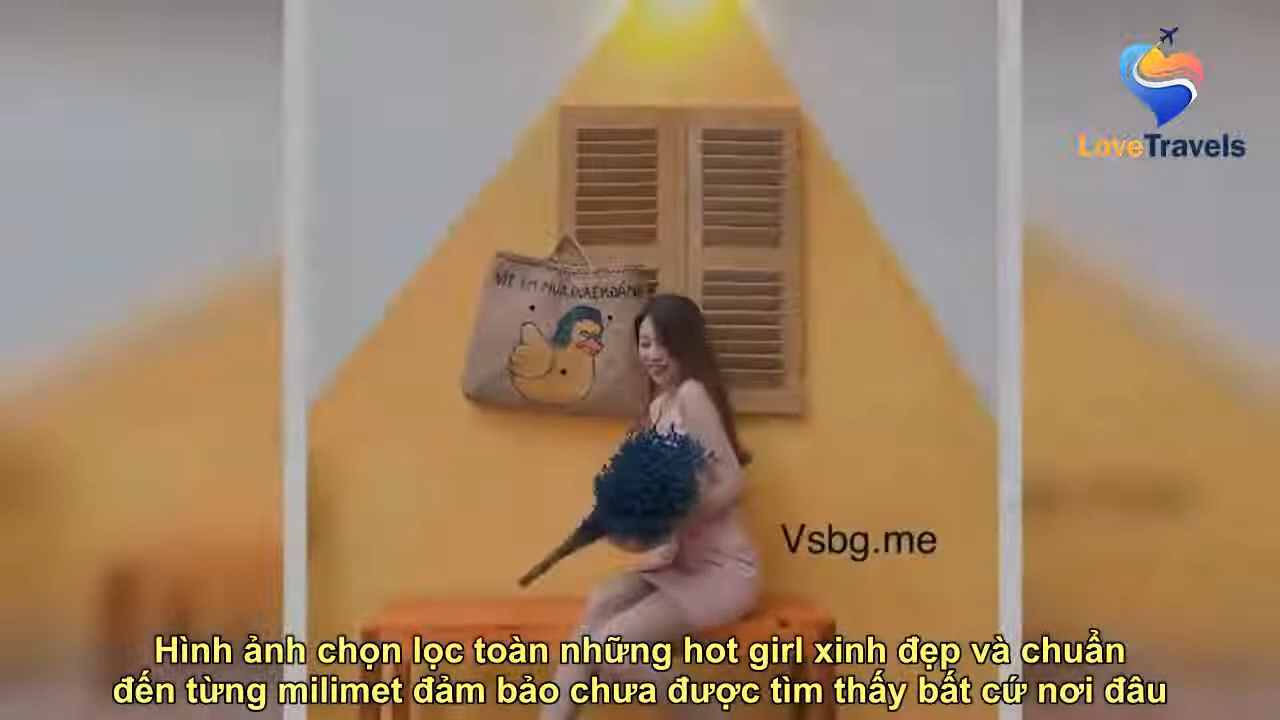 LoveTravels
Vsbg.me
Hình ảnh chọn lọc toàn những hot girl xinh đẹp và chuẩn
đến từng milimet đảm bảo chưa được tìm thấy bất cứ nơi đâu